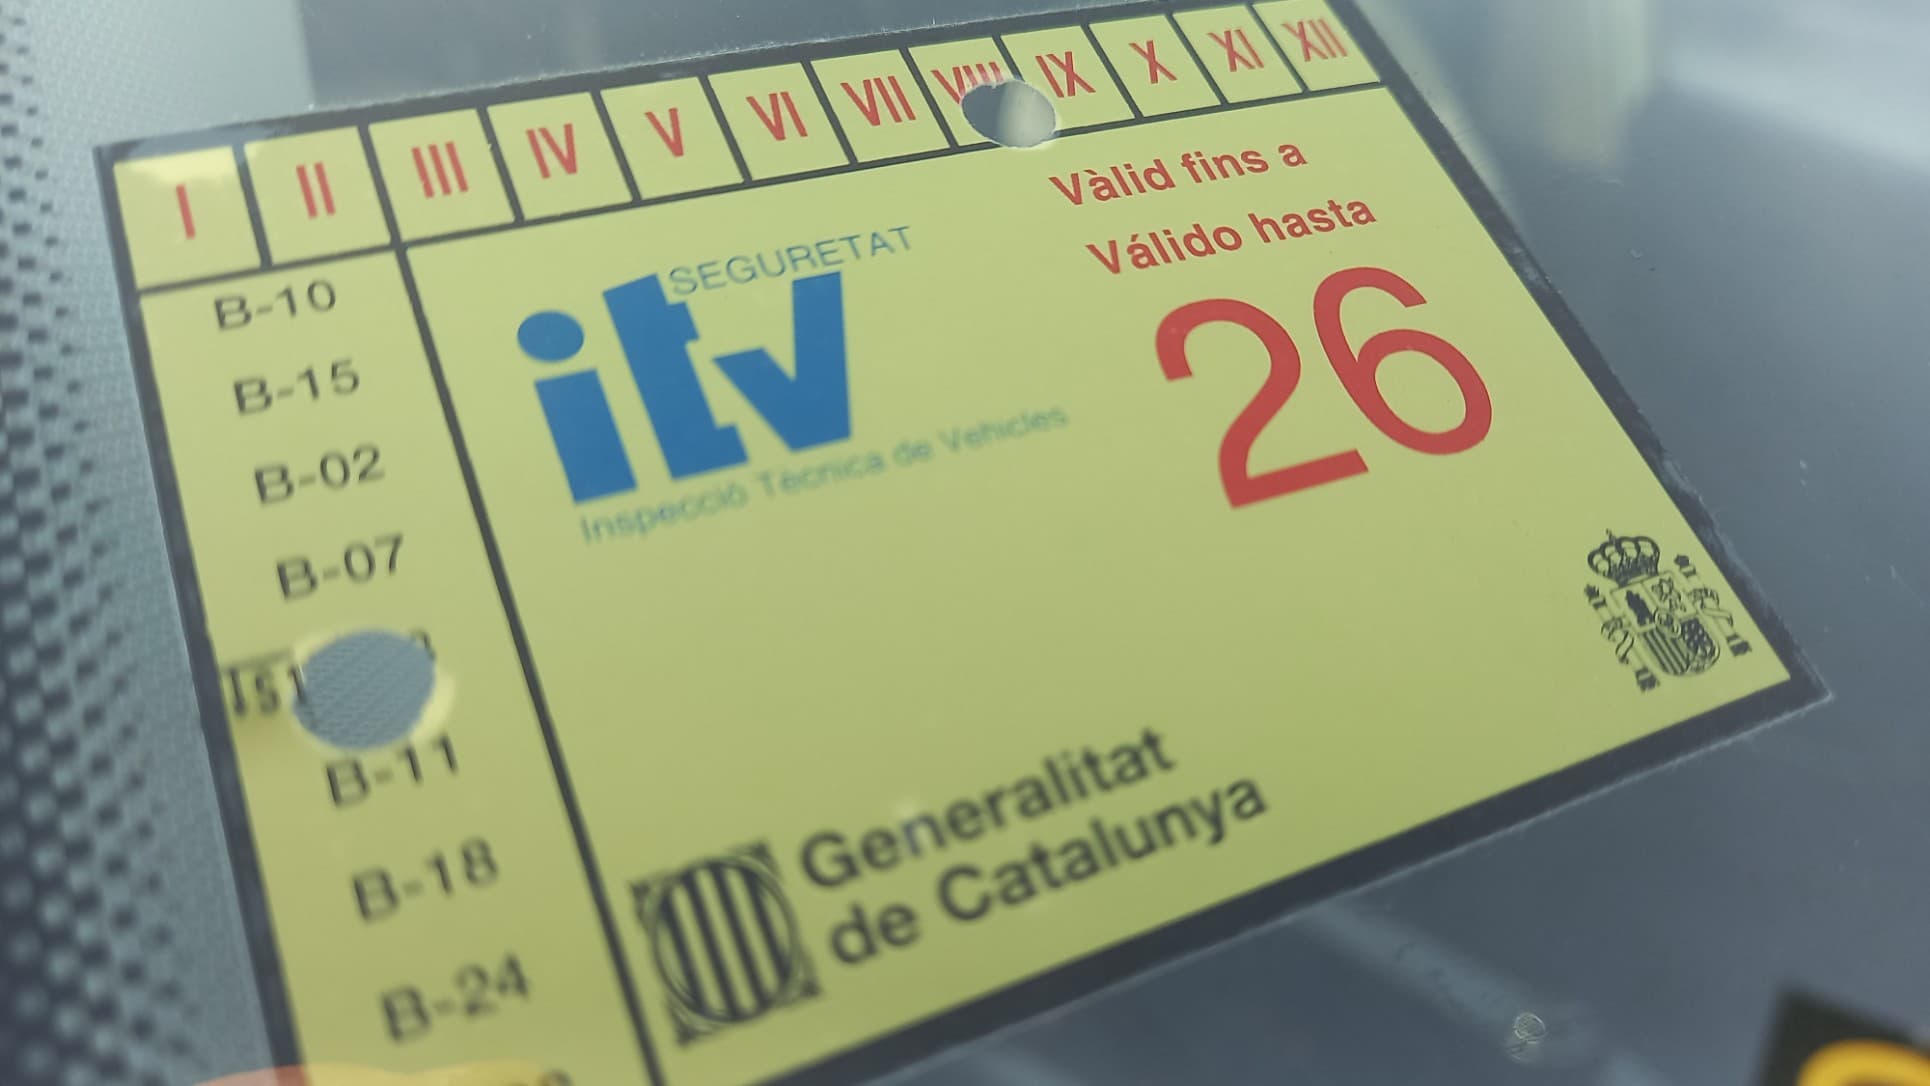 I II III IV V VI VII VIII IX X XI XII
Vàlid fins a
Válido hasta
26
SEGURETAT
itv
Inspecció Tècnica de Vehicles
B-10
B-15
B-02
B-07
B-11
B-18
B-24
Generalitat
de Catalunya